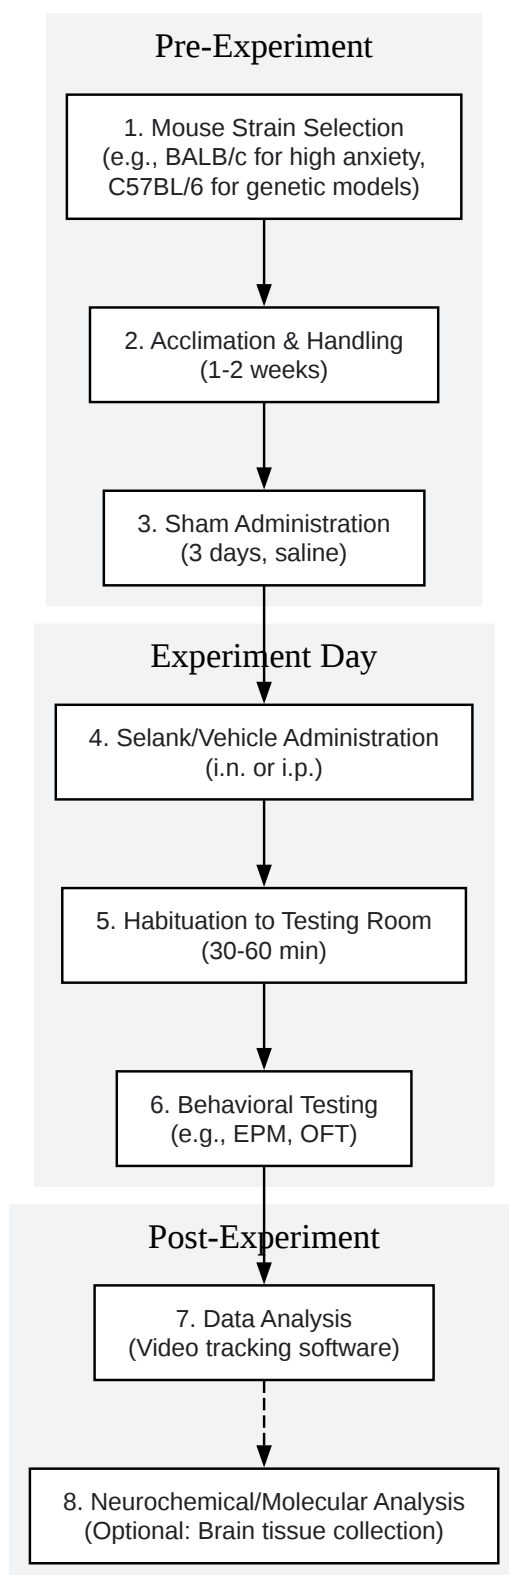 Pre-Experiment
1. Mouse Strain Selection
(e.g., BALB/c for high anxiety,
C57BL/6 for genetic models)
2. Acclimation & Handling
(1-2 weeks)
3. Sham Administration
(3 days, saline)
Experiment Day
4. Selank/Vehicle Administration
(i.n. or i.p.)
5. Habituation to Testing Room
(30-60 min)
6. Behavioral Testing
(e.g., EPM, OFT)
Post-Experiment
7. Data Analysis
(Video tracking software)
8. Neurochemical/Molecular Analysis
(Optional: Brain tissue collection)